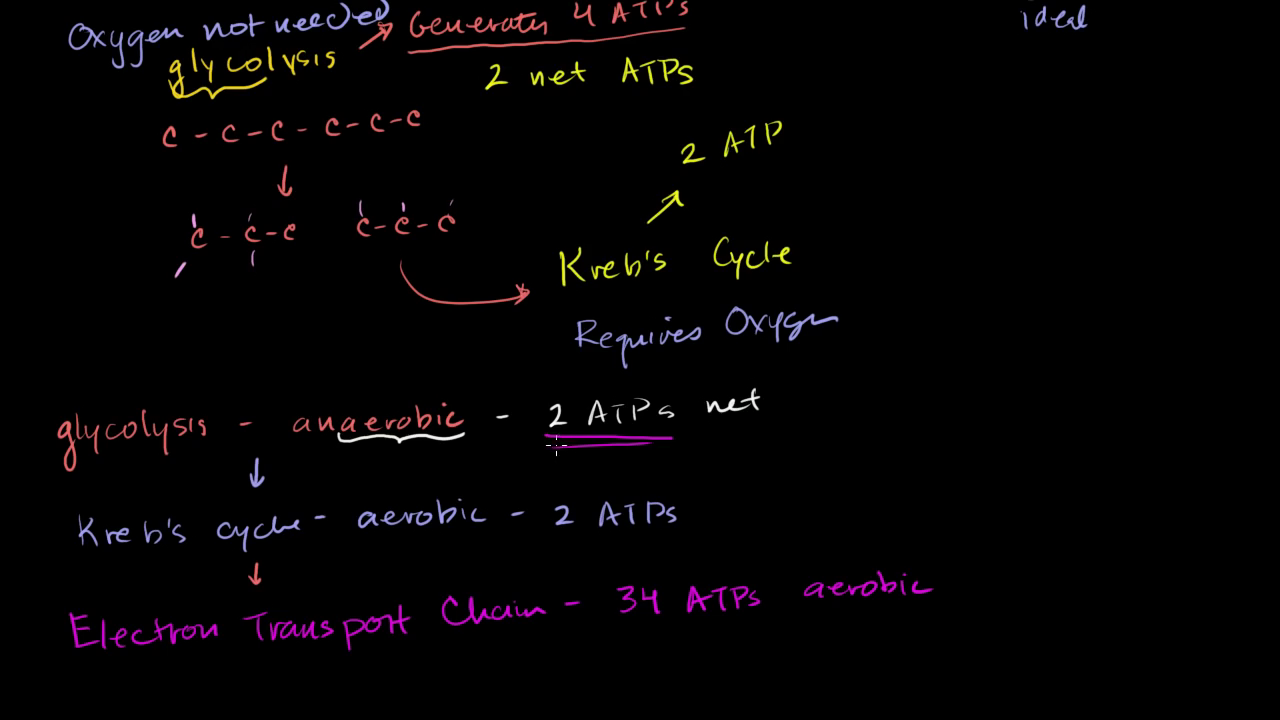 Oxygen not needed
Generates 4 ATPs
ideal
glycolysis
2 net ATPs
C - C - C - C - C - C
2 ATP
C - C - C C - C - C
Kreb's Cycle
Requires Oxygen
glycolysis - anaerobic - 2 ATPs net
Kreb's cycle - aerobic - 2 ATPs
Electron Transport Chain - 34 ATPs aerobic